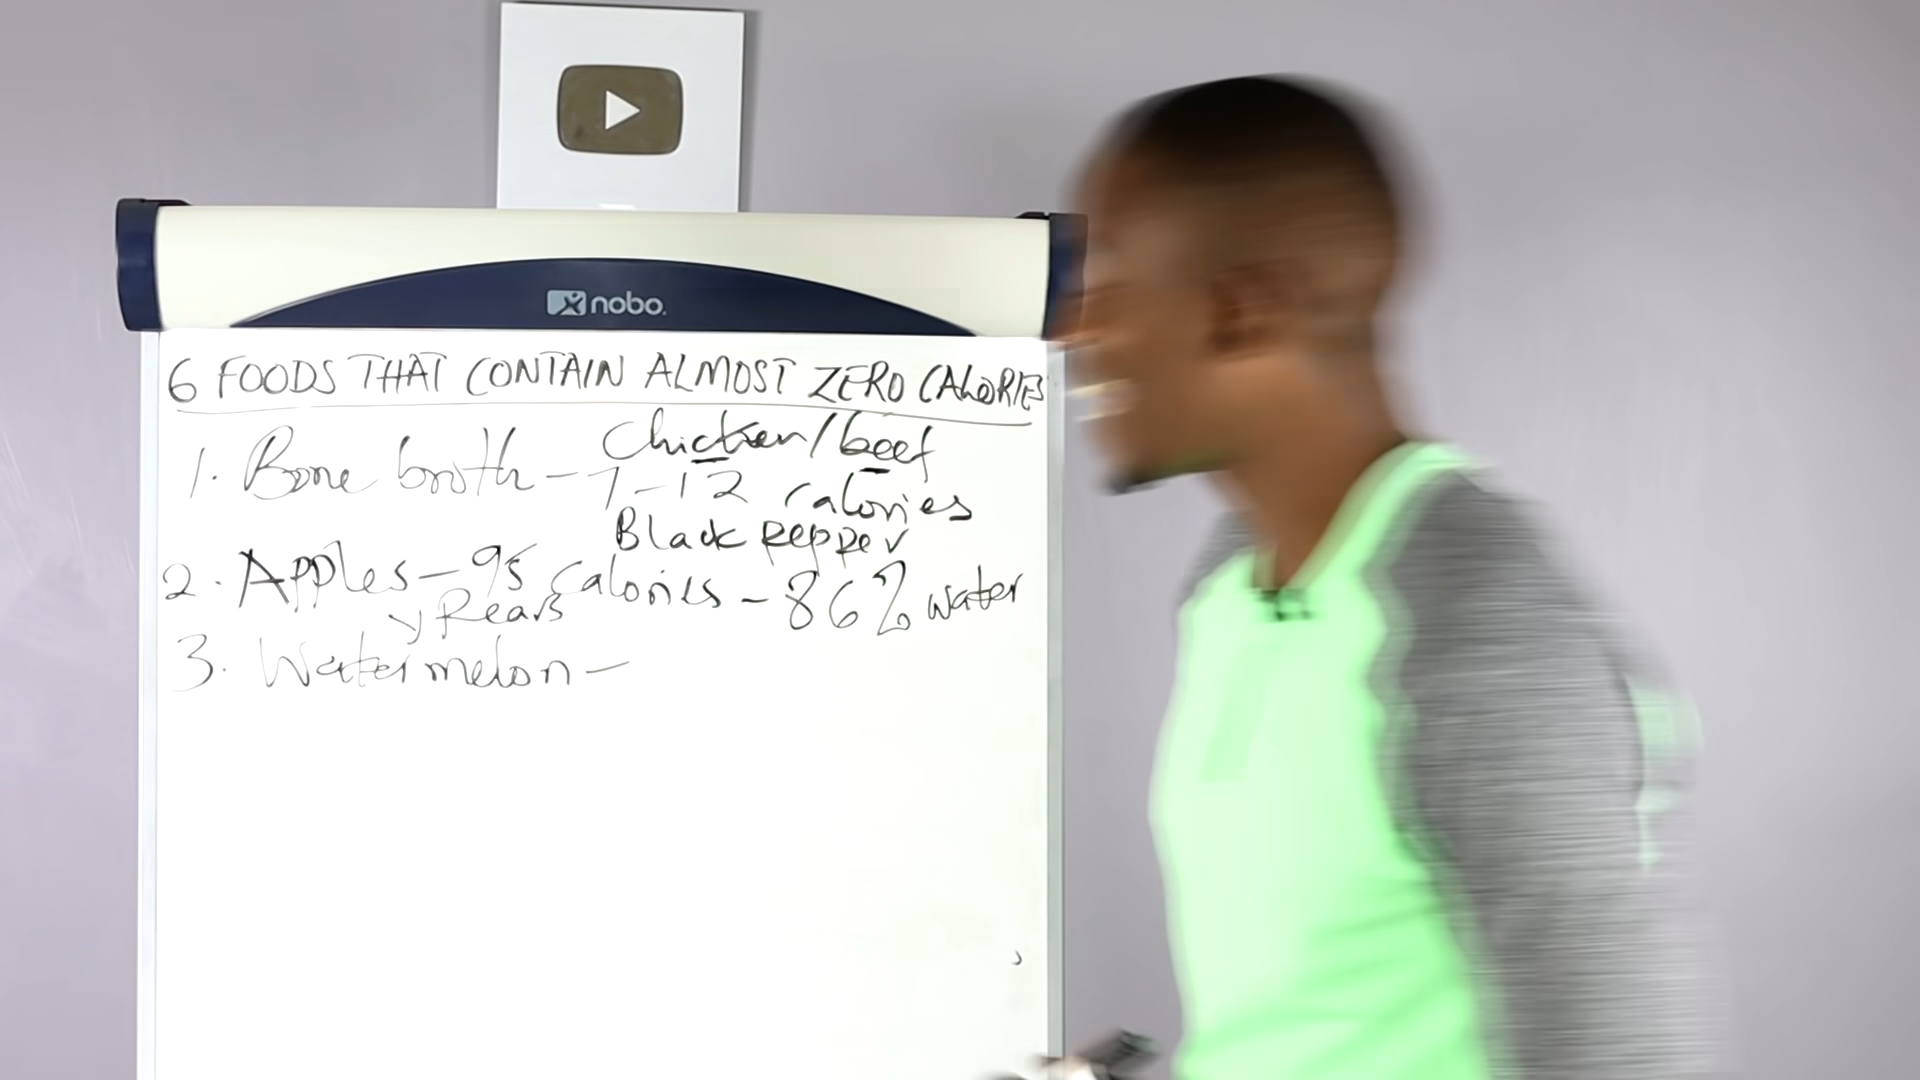 nobo
6 FOODS THAT CONTAIN ALMOST ZERO CALORIES
Chicken/beef
1. Bone broth - 7-12 calories
Black pepper
2. Apples - 95 calories - 86% water
Pears
3. Watermelon -